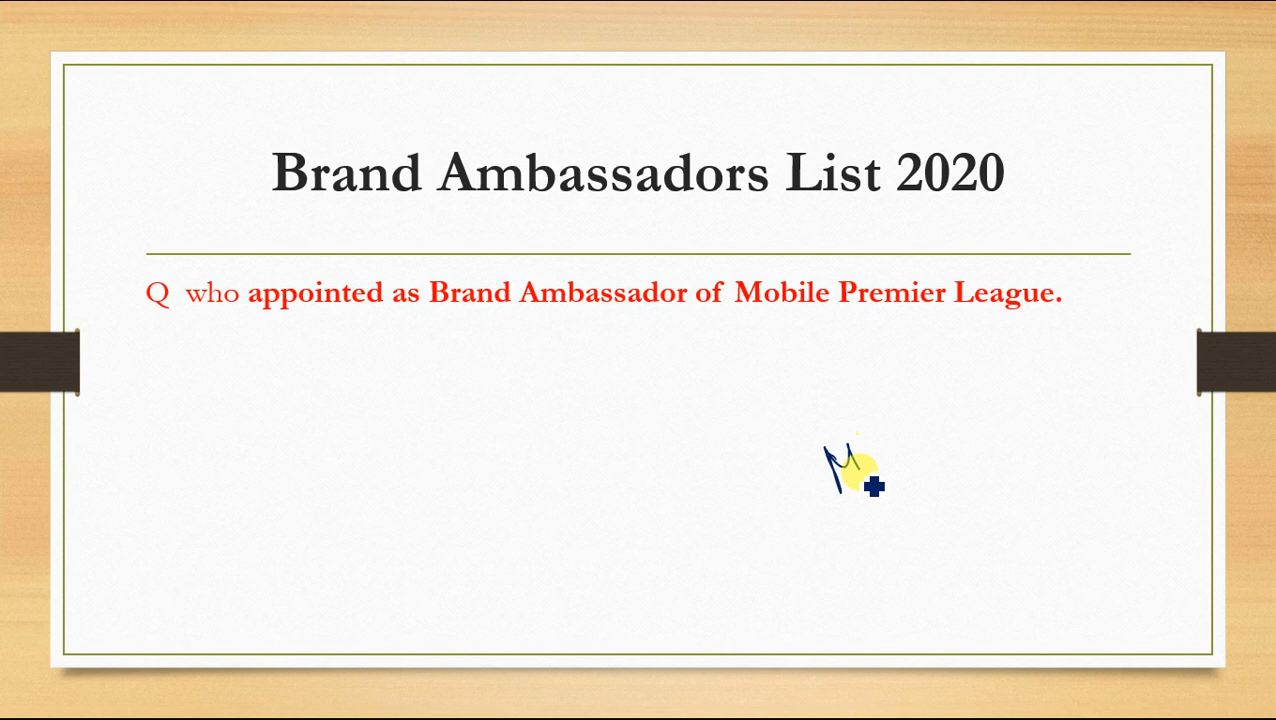 Brand Ambassadors List 2020
Q who appointed as Brand Ambassador of Mobile Premier League.
M